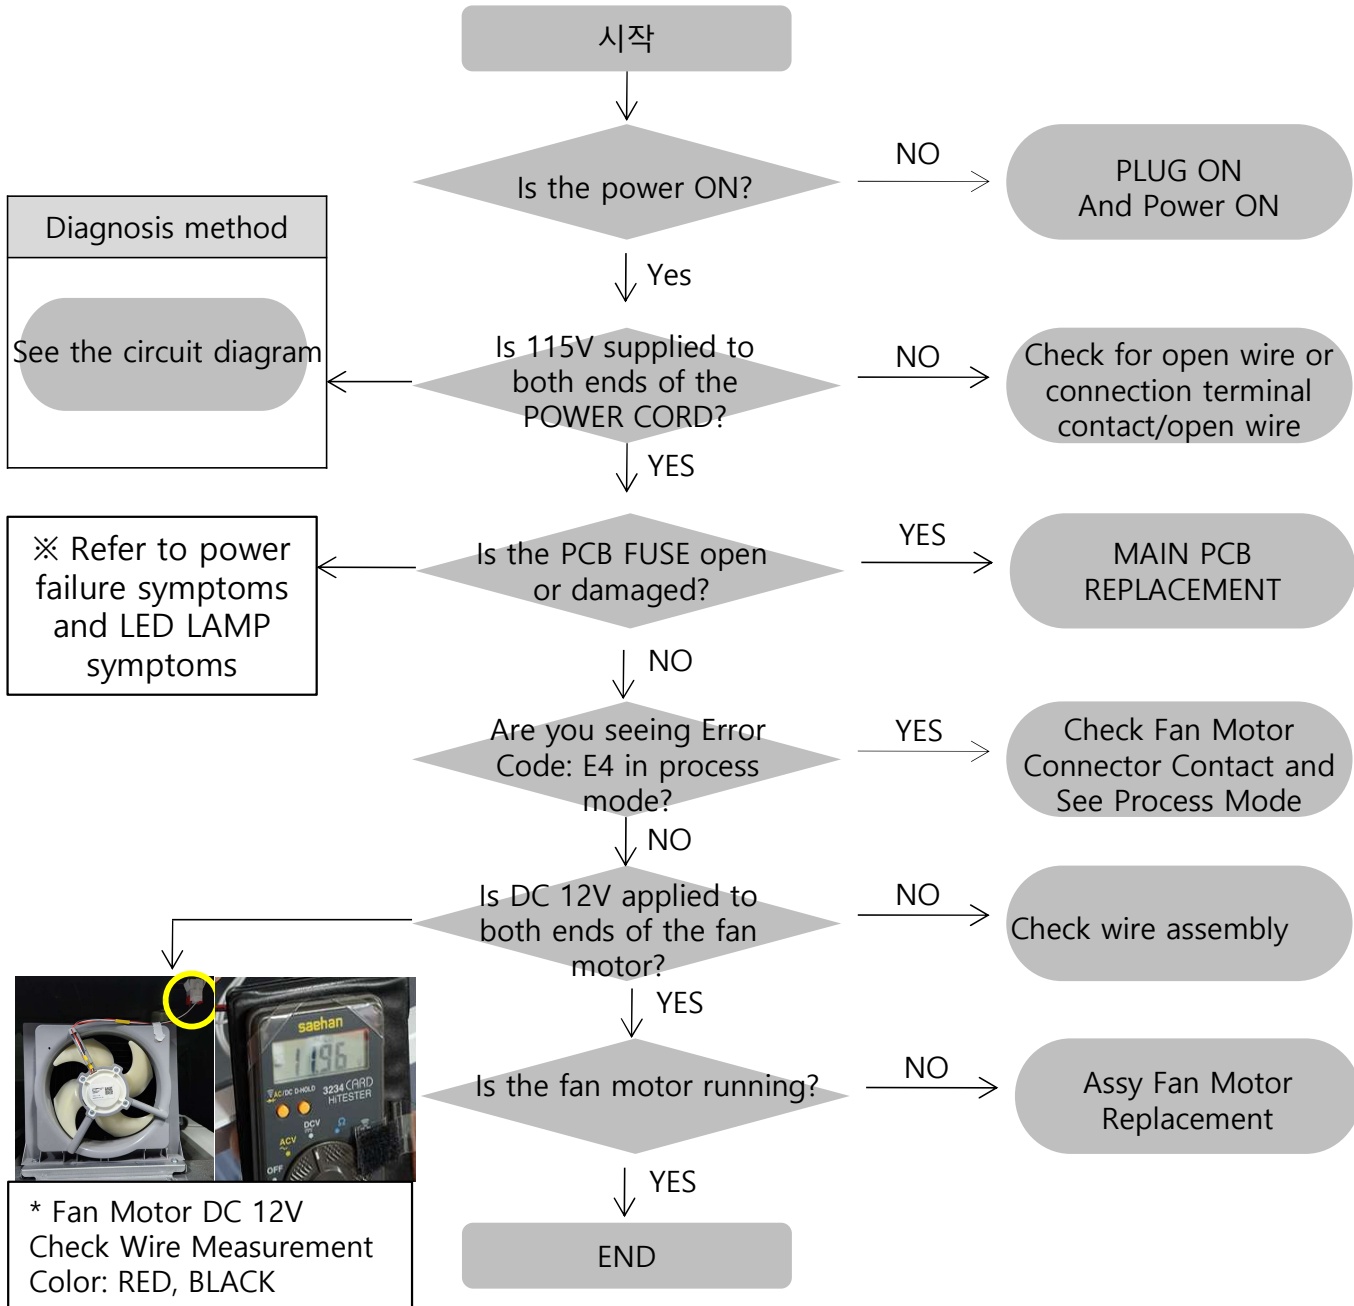 시작
Is the power ON?
NO
PLUG ON
And Power ON
Yes
Diagnosis method
See the circuit diagram
Is 115V supplied to
both ends of the
POWER CORD?
NO
Check for open wire or
connection terminal
contact/open wire
YES
※ Refer to power
failure symptoms
and LED LAMP
symptoms
Is the PCB FUSE open
or damaged?
YES
MAIN PCB
REPLACEMENT
NO
Are you seeing Error
Code: E4 in process
mode?
YES
Check Fan Motor
Connector Contact and
See Process Mode
NO
Is DC 12V applied to
both ends of the fan
motor?
NO
Check wire assembly
YES
saehan
11.96
AC/DC D-HOLD
3234 CARD
HiTESTER
DCV
Ω
ACV
OFF
* Fan Motor DC 12V
Check Wire Measurement
Color: RED, BLACK
Is the fan motor running?
NO
Assy Fan Motor
Replacement
YES
END